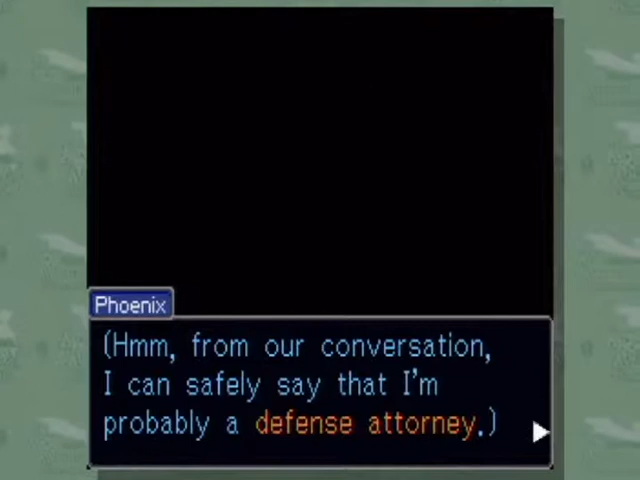 Phoenix
(Hmm, from our conversation,
I can safely say that I'm
probably a defense attorney.)